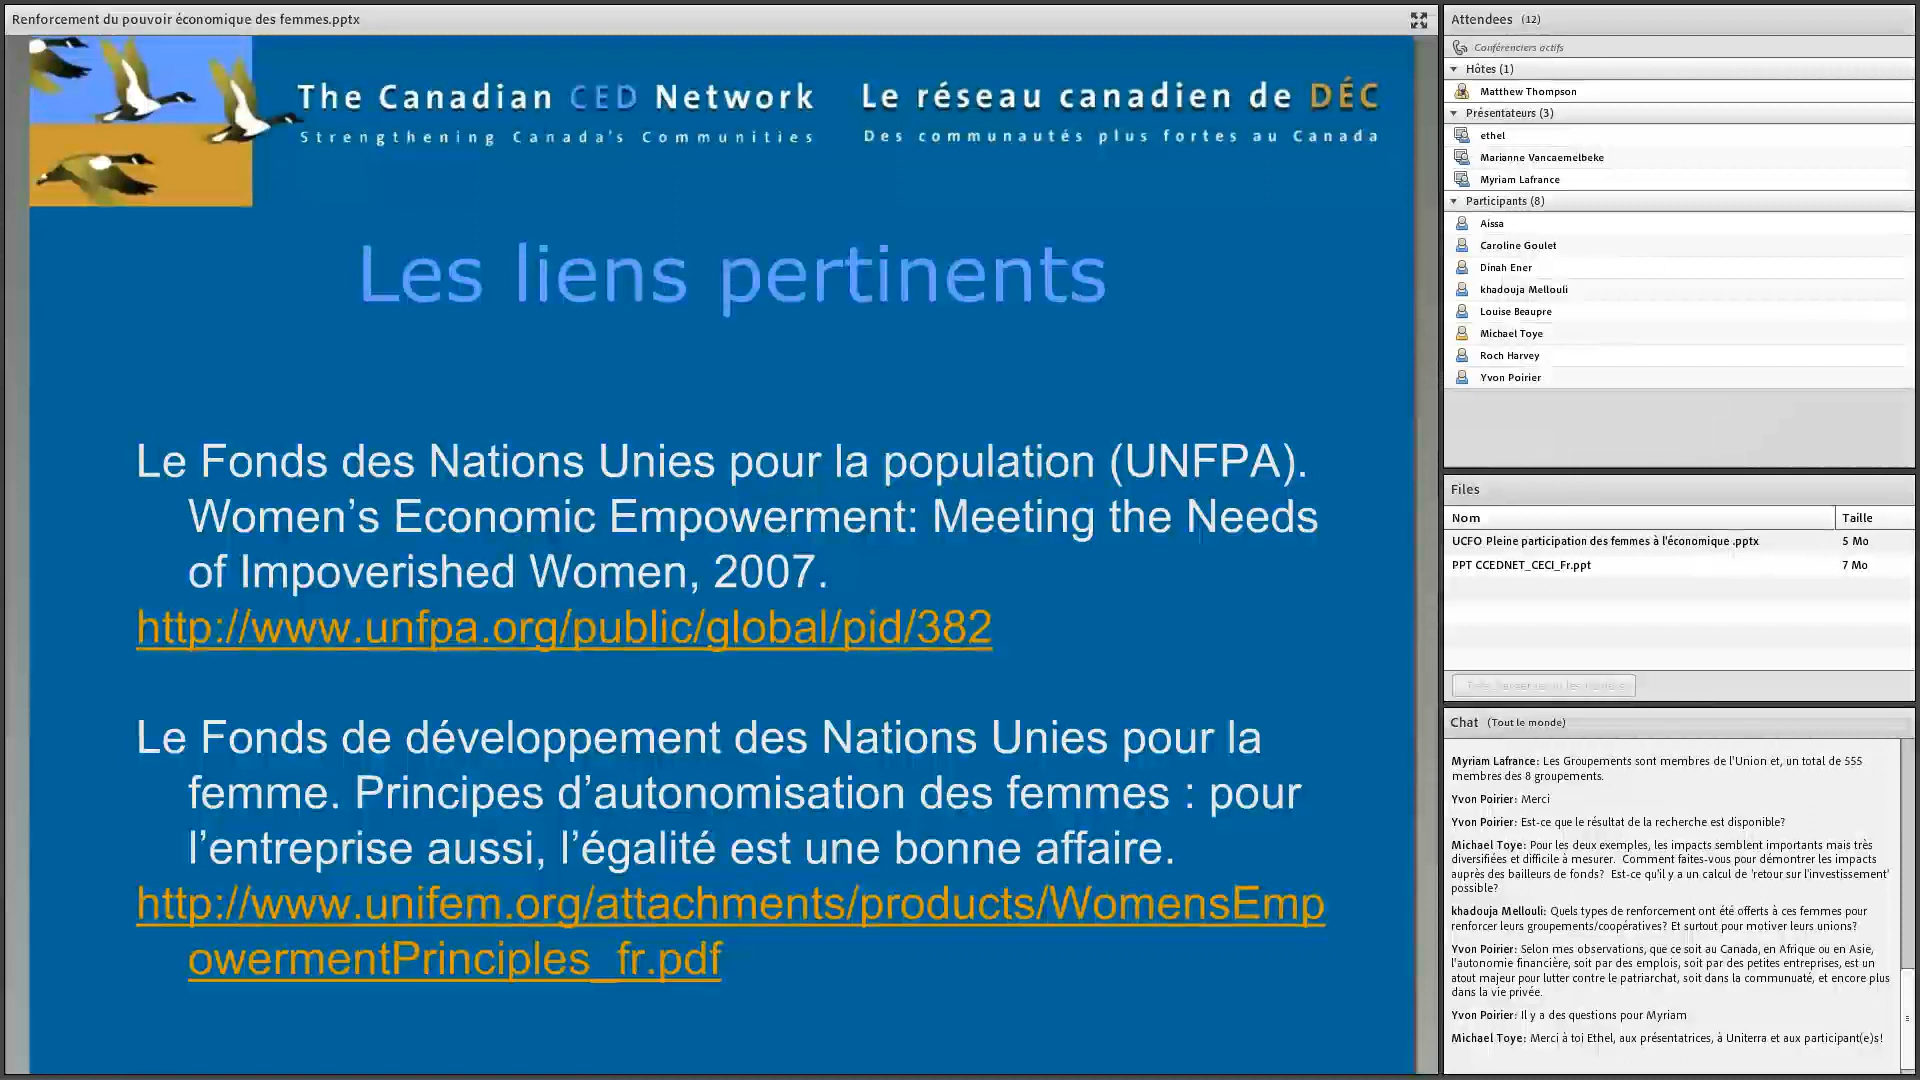 Renforcement du pouvoir économique des femmes.pptx
The Canadian CED Network
Strengthening Canada's Communities
Le réseau canadien de DÉC
Des communautés plus fortes au Canada
Les liens pertinents
Le Fonds des Nations Unies pour la population (UNFPA).
Women’s Economic Empowerment: Meeting the Needs
of Impoverished Women, 2007.
http://www.unfpa.org/public/global/pid/382
Le Fonds de développement des Nations Unies pour la
femme. Principes d’autonomisation des femmes : pour
l’entreprise aussi, l’égalité est une bonne affaire.
http://www.unifem.org/attachments/products/WomensEmp
owermentPrinciples_fr.pdf
Attendees (12)
Conférenciers actifs
Hôtes (1)
Matthew Thompson
Présentateurs (3)
ethel
Marianne Vancaemelbeke
Myriam Lafrance
Participants (8)
Aissa
Caroline Goulet
Dinah Ener
khadouja Mellouli
Louise Beaupre
Michael Toye
Roch Harvey
Yvon Poirier
Files
Nom Taille
UCFO Pleine participation des femmes à l'économique .pptx 5 Mo
PPT CCEDNET_CECI_Fr.ppt 7 Mo
Chat (Tout le monde)
Myriam Lafrance: Les Groupements sont membres de l'Union et, un total de 555
membres des 8 groupements.
Yvon Poirier: Merci
Yvon Poirier: Est-ce que le résultat de la recherche est disponible?
Michael Toye: Pour les deux exemples, les impacts semblent importants mais très
diversifiées et difficile à mesurer. Comment faites-vous pour démontrer les impacts
auprès des bailleurs de fonds? Est-ce qu'il y a un calcul de 'retour sur l'investissement'
possible?
khadouja Mellouli: Quels types de renforcement ont été offerts à ces femmes pour
renforcer leurs groupements/coopératives? Et surtout pour motiver leurs unions?
Yvon Poirier: Selon mes observations, que ce soit au Canada, en Afrique ou en Asie,
l'autonomie financière, soit par des emplois, soit par des petites entreprises, est un
atout majeur pour lutter contre le patriarchat, soit dans la communuaté, et encore plus
dans la vie privée.
Yvon Poirier: Il y a des questions pour Myriam
Michael Toye: Merci à toi Ethel, aux présentatrices, à Uniterra et aux participant(e)s!